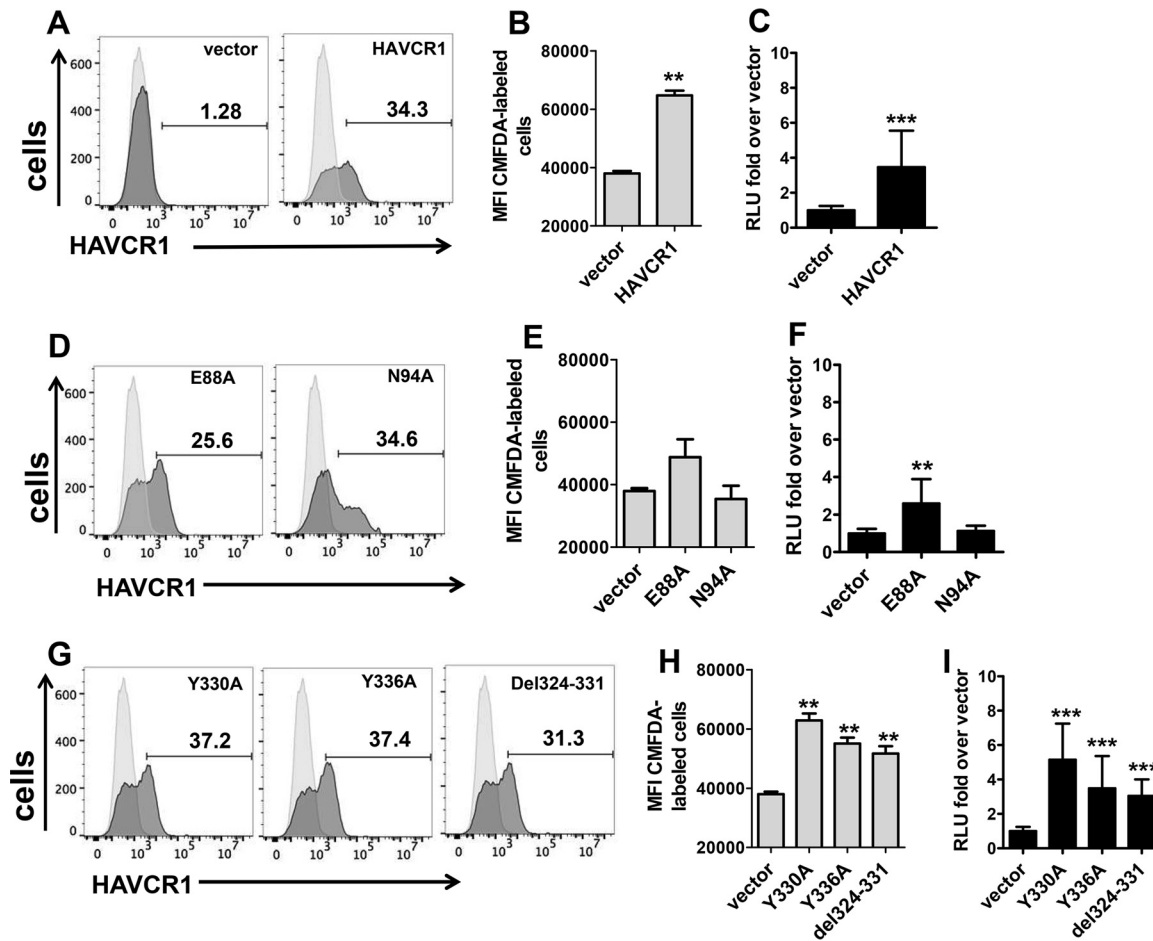 A
vector
1.28
HAVCR1
34.3
600
400
200
0
cells
0 10³ 10⁵ 10⁷
0 10³ 10⁵ 10⁷
HAVCR1
B
MFI CMFDA-labeled
cells
80000
60000
40000
20000
**
vector
HAVCR1
C
RLU fold over vector
10
8
6
4
2
0
***
vector
HAVCR1
D
E88A
25.6
N94A
34.6
600
400
200
0
cells
0 10³ 10⁵ 10⁷
0 10³ 10⁵ 10⁷
HAVCR1
E
MFI CMFDA-labeled
cells
80000
60000
40000
20000
vector
E88A
N94A
F
RLU fold over vector
10
8
6
4
2
0
**
vector
E88A
N94A
G
Y330A
37.2
Y336A
37.4
Del324-331
31.3
600
400
200
0
cells
0 10³ 10⁵ 10⁷
0 10³ 10⁵ 10⁷
0 10³ 10⁵ 10⁷
HAVCR1
H
MFI CMFDA-
labeled cells
80000
60000
40000
20000
**
**
**
vector
Y330A
Y336A
del324-331
I
RLU fold over vector
10
8
6
4
2
0
***
***
***
vector
Y330A
Y336A
del324-331